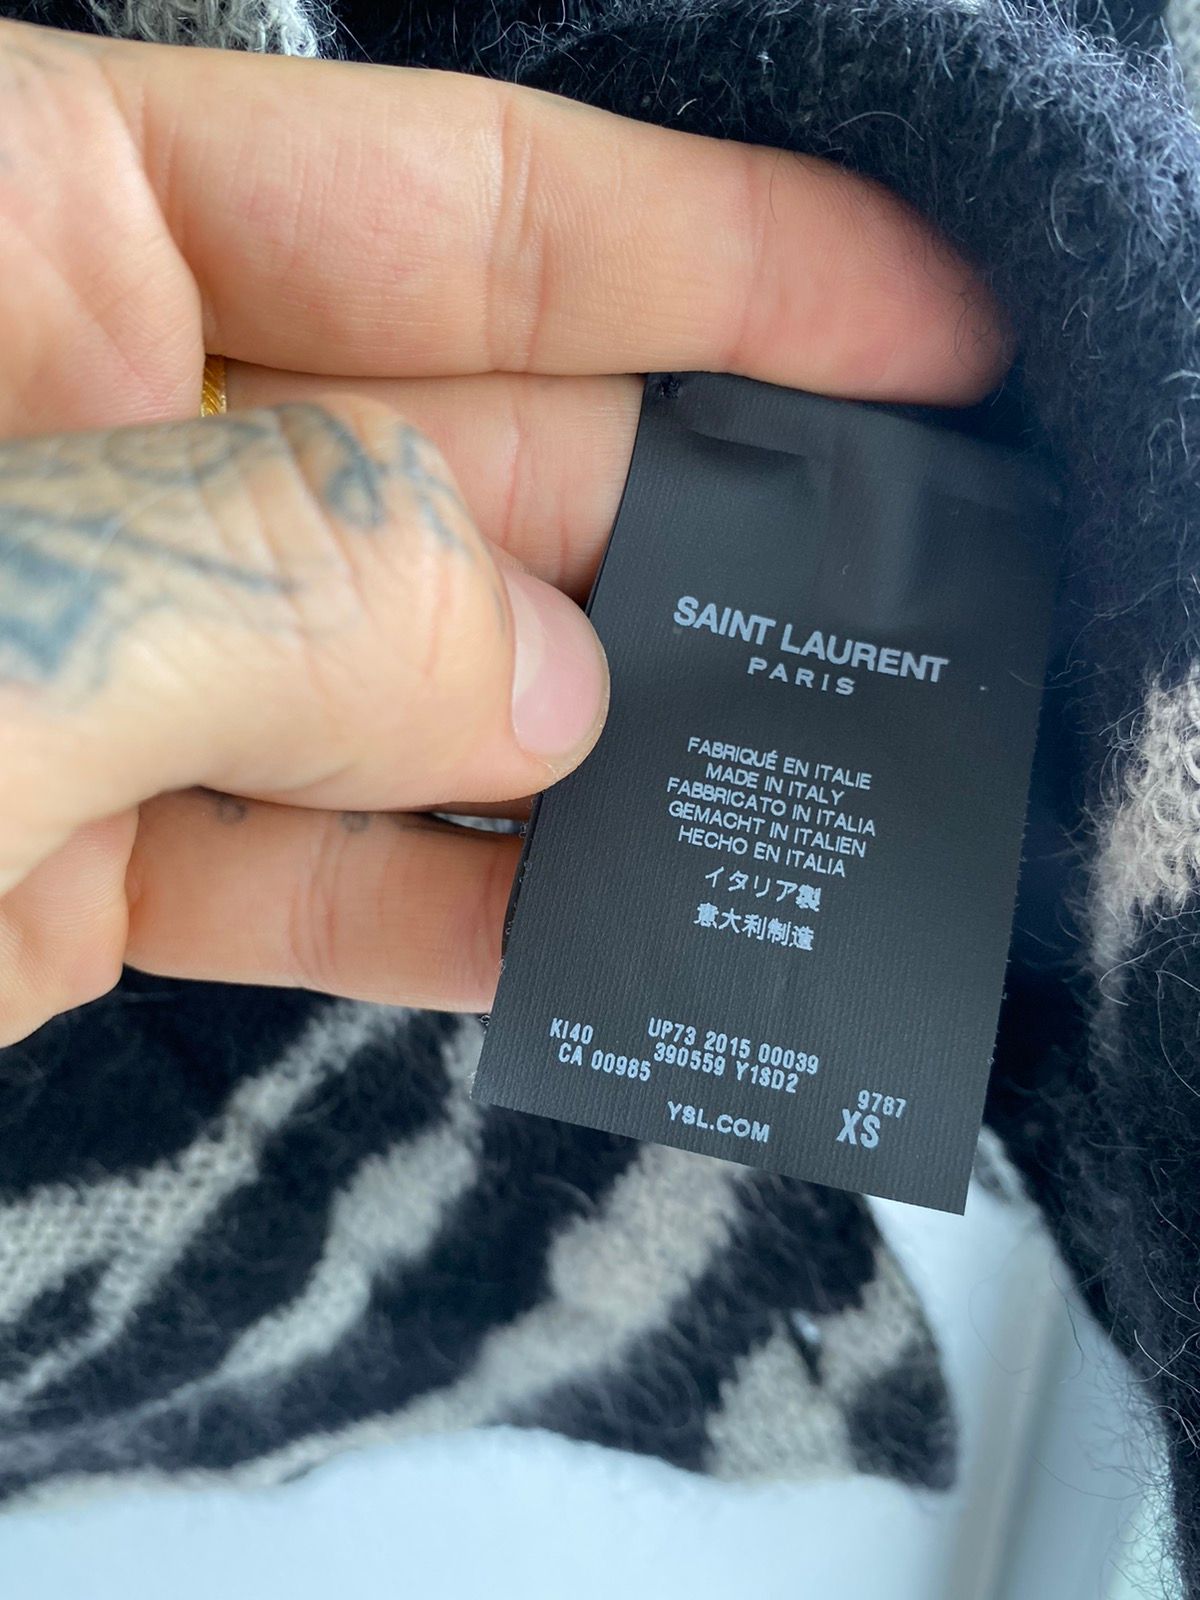 SAINT LAURENT
PARIS
FABRIQUÉ EN ITALIE
MADE IN ITALY
FABBRICATO IN ITALIA
GEMACHT IN ITALIEN
HECHO EN ITALIA
イタリア製
意大利制造
KI40 UP73 2015 00039
CA 00985 390559 Y1SD2
9787
YSL.COM XS